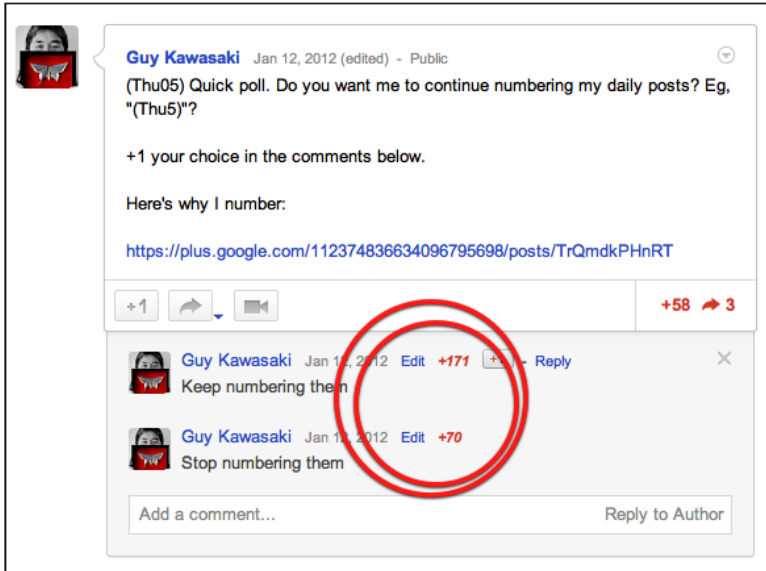 Guy Kawasaki Jan 12, 2012 (edited) - Public
(Thu05) Quick poll. Do you want me to continue numbering my daily posts? Eg,
"(Thu5)"?
+1 your choice in the comments below.
Here's why I number:
https://plus.google.com/112374836634096795698/posts/TrQmdkPHnRT
+1
+58 3
Guy Kawasaki Jan 12, 2012 Edit +171 +1 - Reply
Keep numbering them
Guy Kawasaki Jan 12, 2012 Edit +70
Stop numbering them
Add a comment... Reply to Author